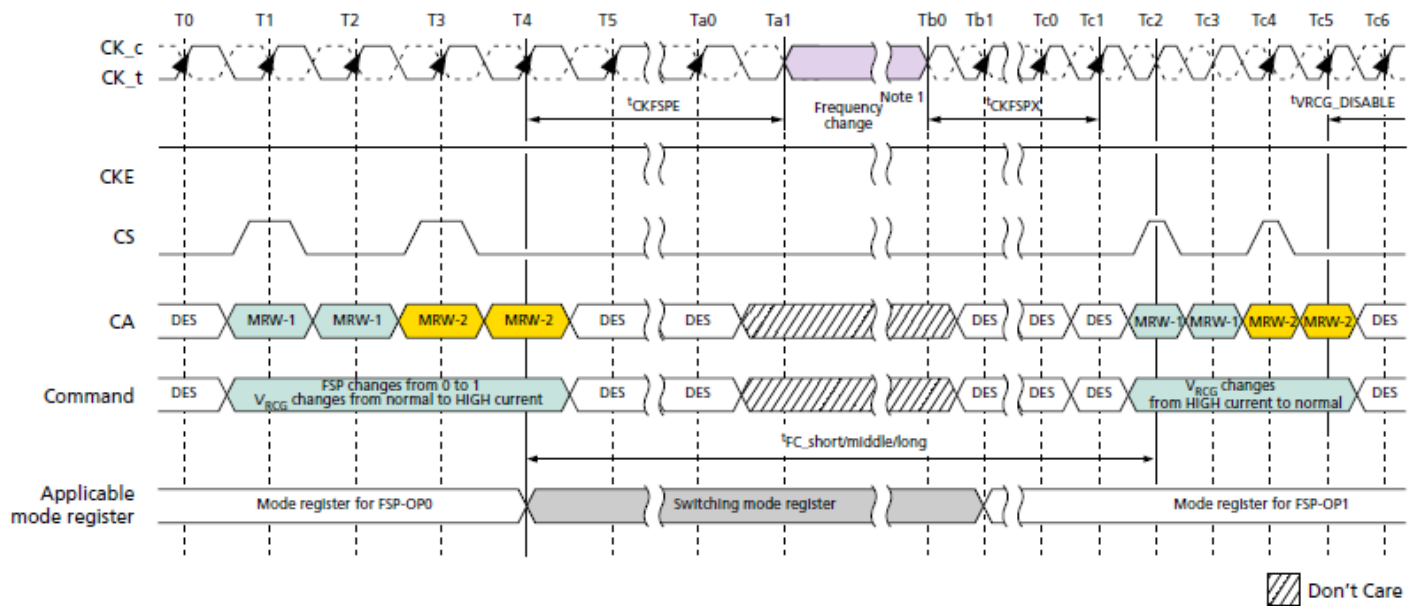 T0 T1 T2 T3 T4 T5 Ta0 Ta1 Tb0 Tb1 Tc0 Tc1 Tc2 Tc3 Tc4 Tc5 Tc6
CK_c
CK_t
Note 1
tCKFSPE
Frequency
change
tCKFSPX
tVRCG_DISABLE
CKE
CS
CA
DES MRW-1 MRW-1 MRW-2 MRW-2 DES DES DES DES DES MRW-1 MRW-1 MRW-2 MRW-2 DES
Command
DES
FSP changes from 0 to 1
VRCG changes from normal to HIGH current
DES DES DES DES DES
VRCG changes
from HIGH current to normal
DES
tFC_short/middle/long
Applicable
mode register
Mode register for FSP-OP0
Switching mode register
Mode register for FSP-OP1
Don't Care